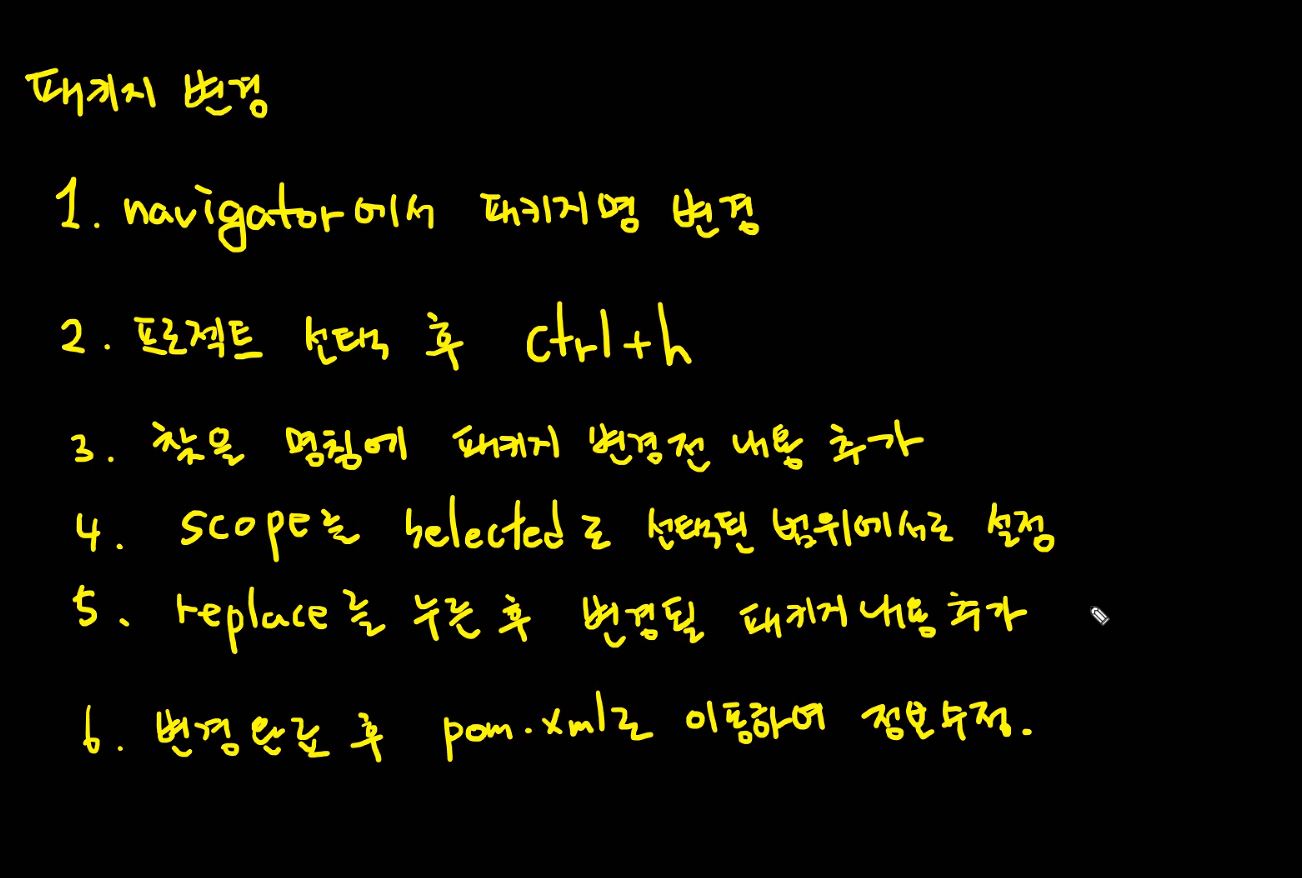 패키지 변경
1. navigator에서 패키지명 변경
2. 프로젝트 선택 후 ctrl+h
3. 찾을 명칭에 패키지 변경전 내용 추가
4. scope를 selected로 선택된 범위에서로 설정
5. replace를 누른 후 변경될 패키지 내용 추가
6. 변경완료 후 pom.xml로 이동하여 정보수정.